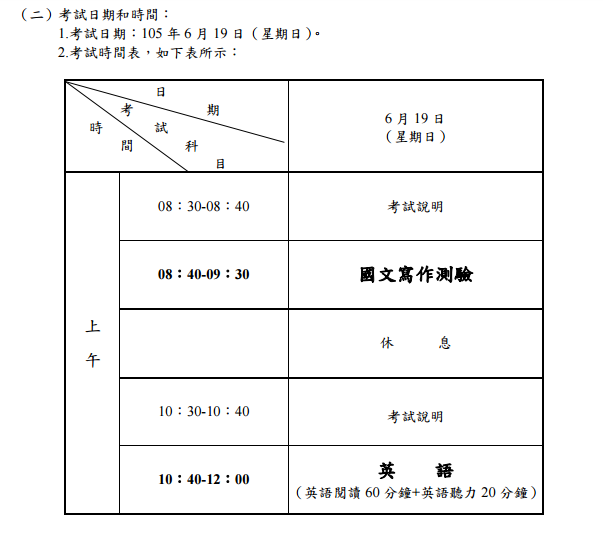 （二）考試日期和時間：
1.考試日期：105 年 6 月 19 日（星期日）。
2.考試時間表，如下表所示：
日期
考試科目
時間
6 月 19 日
（星期日）
上午
08：30-08：40
考試說明
08：40-09：30
國文寫作測驗
休 息
10：30-10：40
考試說明
10：40-12：00
英 語
（英語閱讀 60 分鐘+英語聽力 20 分鐘）